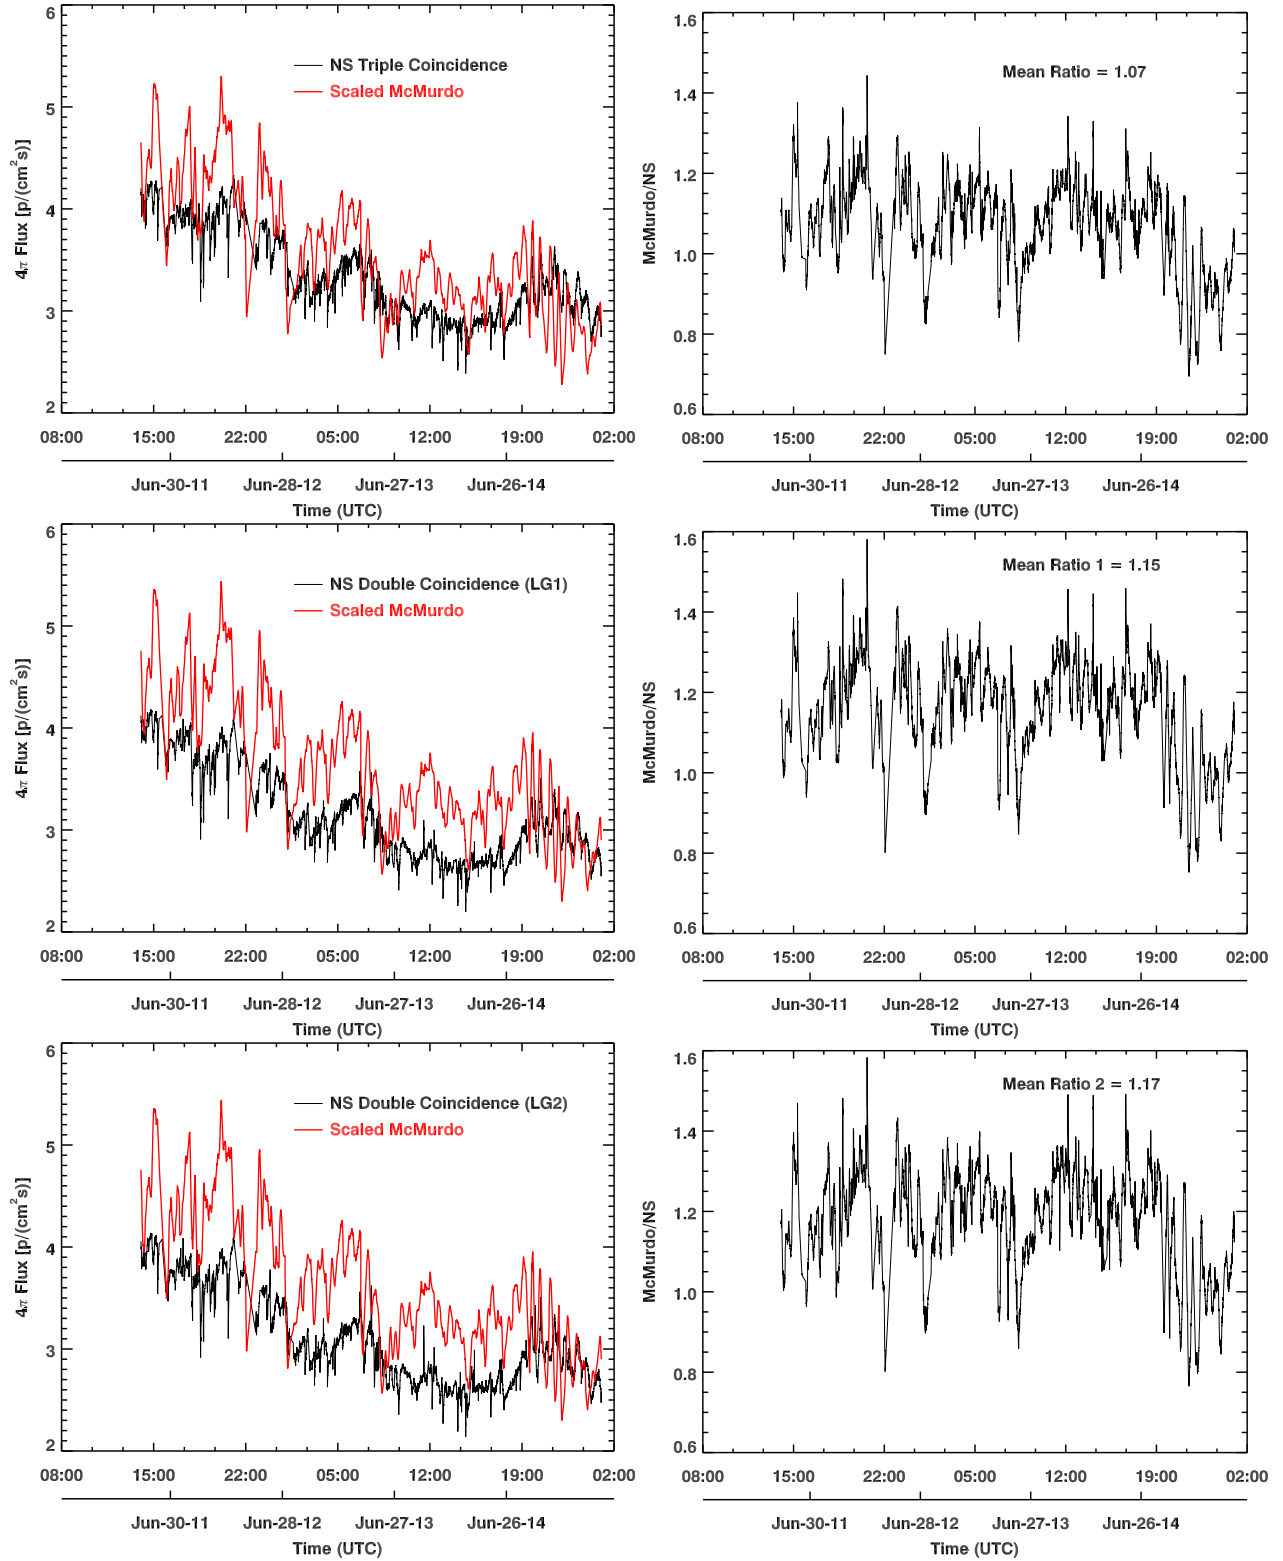 6
5
4
3
2
4π Flux [p/(cm²s)]
NS Triple Coincidence
Scaled McMurdo
08:00 15:00 22:00 05:00 12:00 19:00 02:00
Jun-30-11 Jun-28-12 Jun-27-13 Jun-26-14
Time (UTC)
1.6
1.4
1.2
1.0
0.8
0.6
McMurdo/NS
Mean Ratio = 1.07
08:00 15:00 22:00 05:00 12:00 19:00 02:00
Jun-30-11 Jun-28-12 Jun-27-13 Jun-26-14
Time (UTC)
6
5
4
3
2
4π Flux [p/(cm²s)]
NS Double Coincidence (LG1)
Scaled McMurdo
08:00 15:00 22:00 05:00 12:00 19:00 02:00
Jun-30-11 Jun-28-12 Jun-27-13 Jun-26-14
Time (UTC)
1.6
1.4
1.2
1.0
0.8
0.6
McMurdo/NS
Mean Ratio 1 = 1.15
08:00 15:00 22:00 05:00 12:00 19:00 02:00
Jun-30-11 Jun-28-12 Jun-27-13 Jun-26-14
Time (UTC)
6
5
4
3
2
4π Flux [p/(cm²s)]
NS Double Coincidence (LG2)
Scaled McMurdo
08:00 15:00 22:00 05:00 12:00 19:00 02:00
Jun-30-11 Jun-28-12 Jun-27-13 Jun-26-14
Time (UTC)
1.6
1.4
1.2
1.0
0.8
0.6
McMurdo/NS
Mean Ratio 2 = 1.17
08:00 15:00 22:00 05:00 12:00 19:00 02:00
Jun-30-11 Jun-28-12 Jun-27-13 Jun-26-14
Time (UTC)